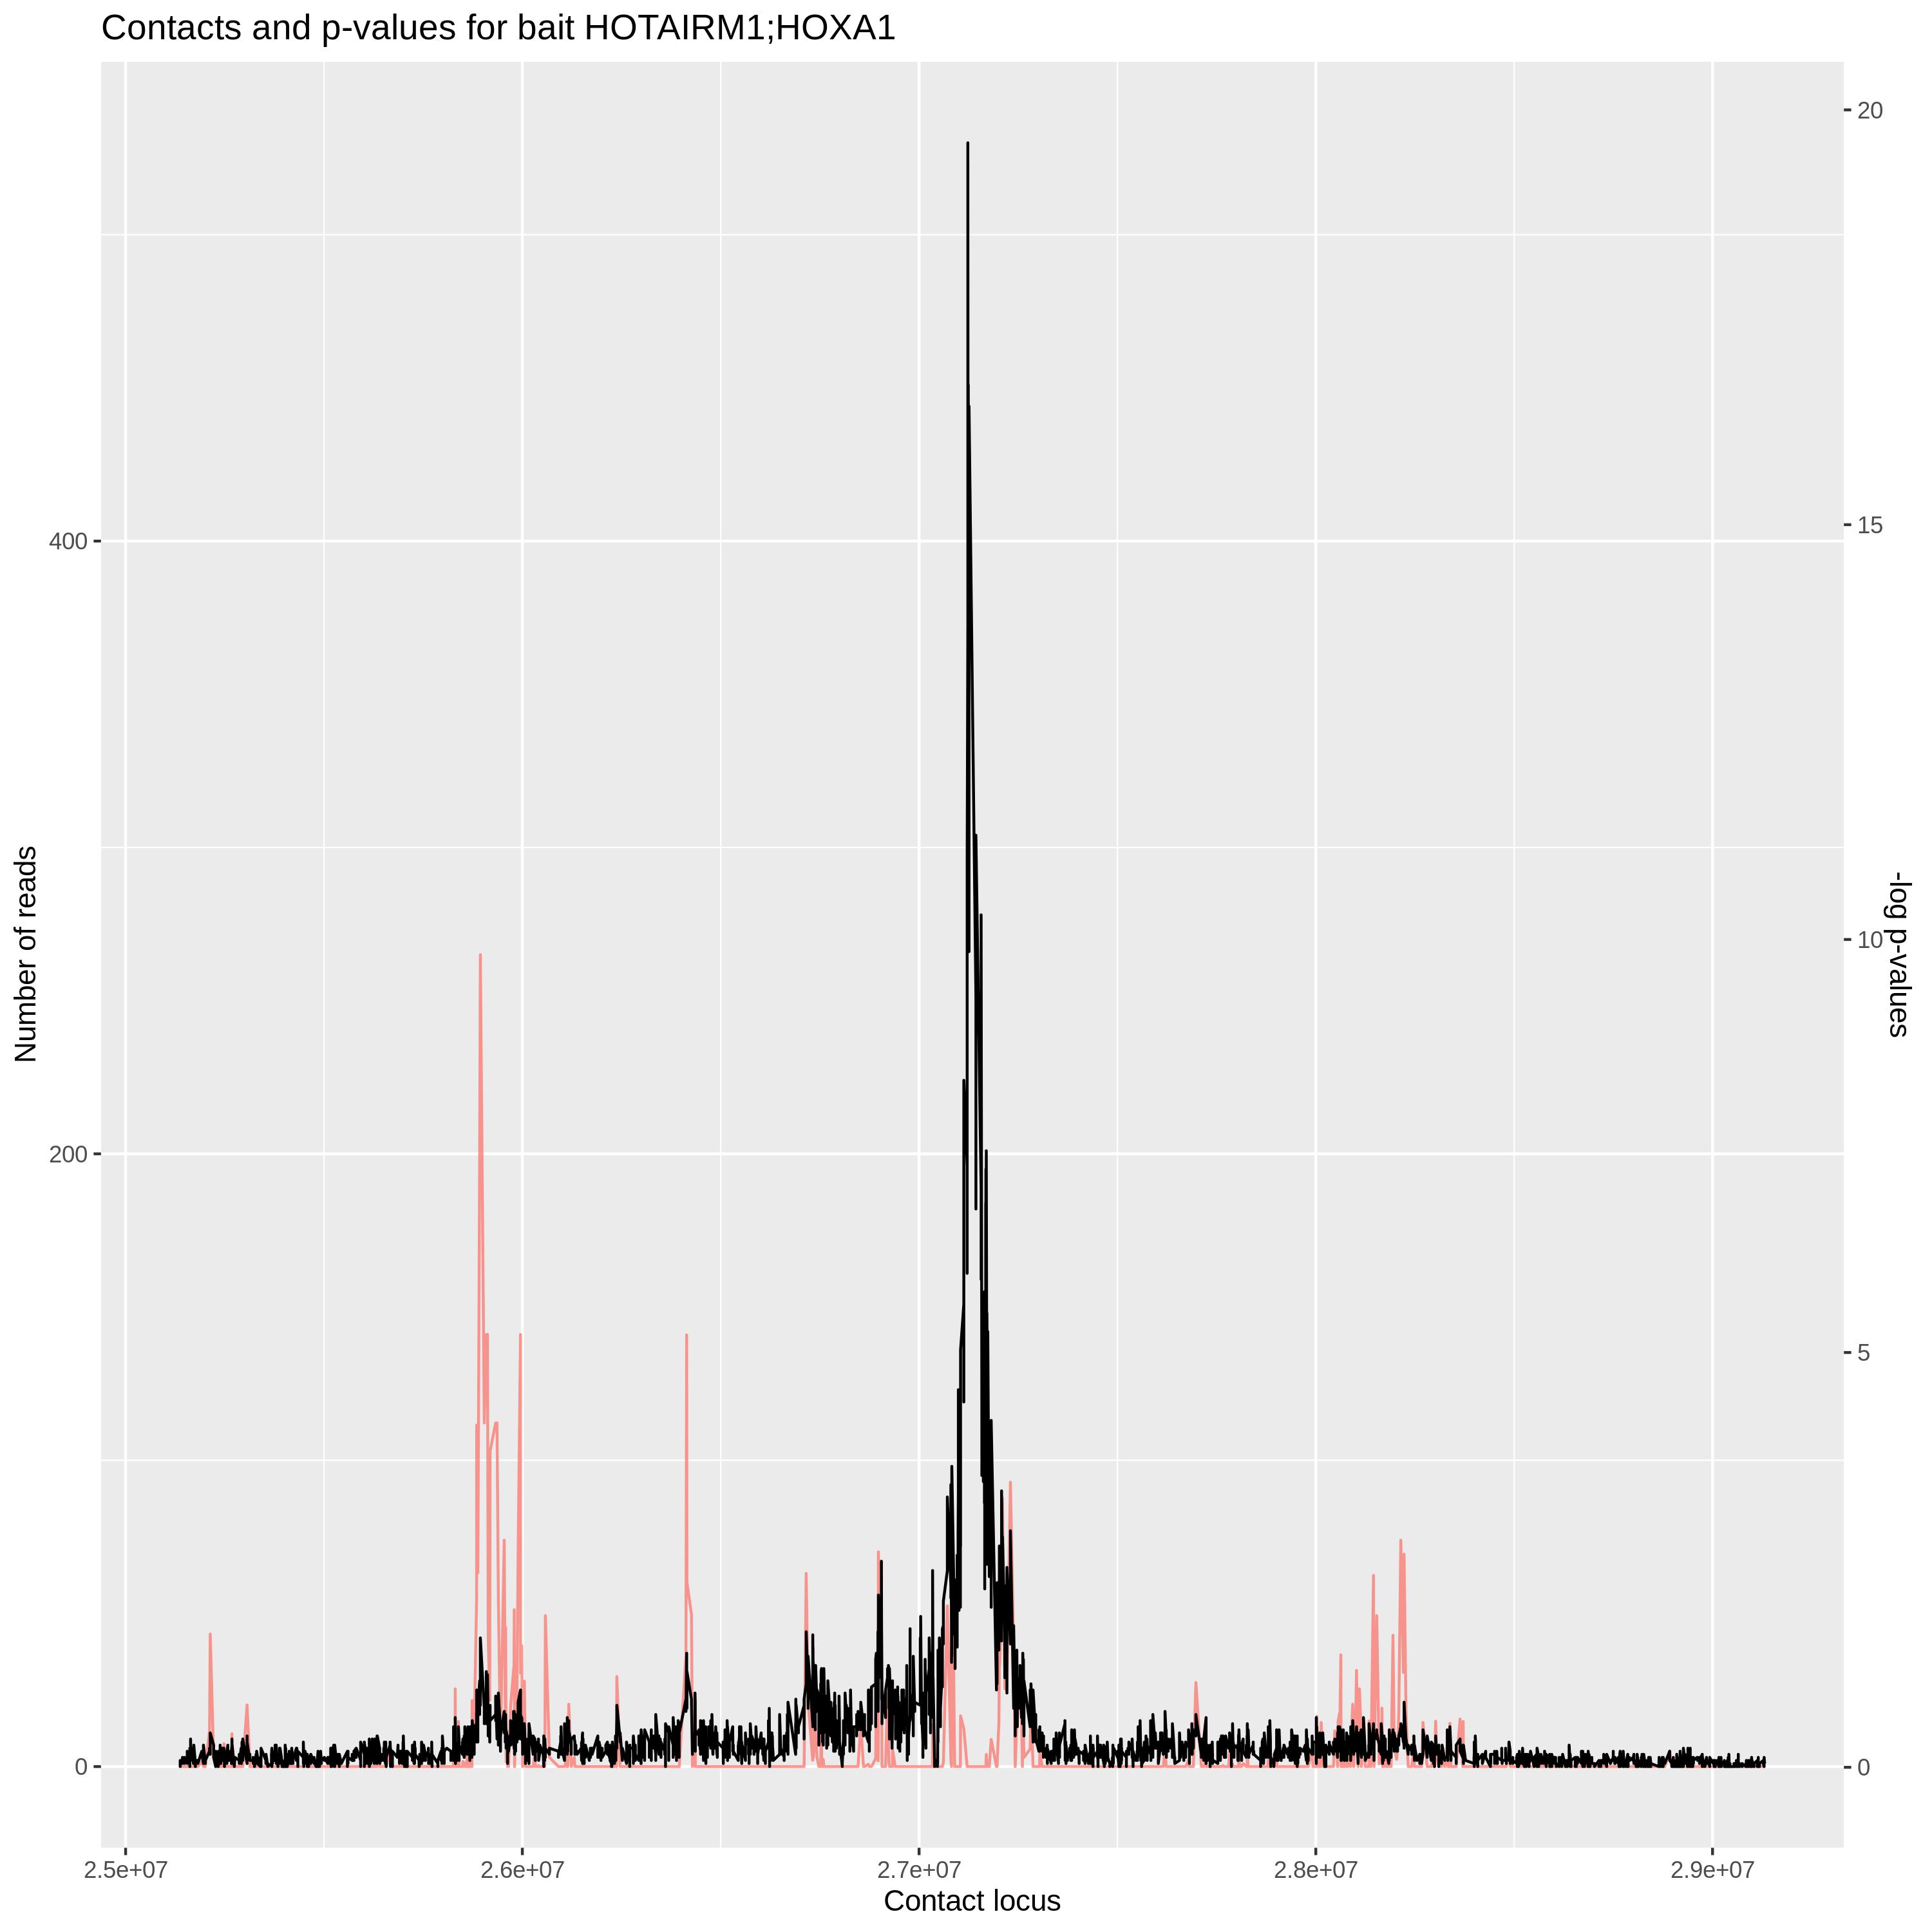 Contacts and p-values for bait HOTAIRM1;HOXA1
20
15
10
5
0
400
200
0
Number of reads
-log p-values
2.5e+07 2.6e+07 2.7e+07 2.8e+07 2.9e+07
Contact locus